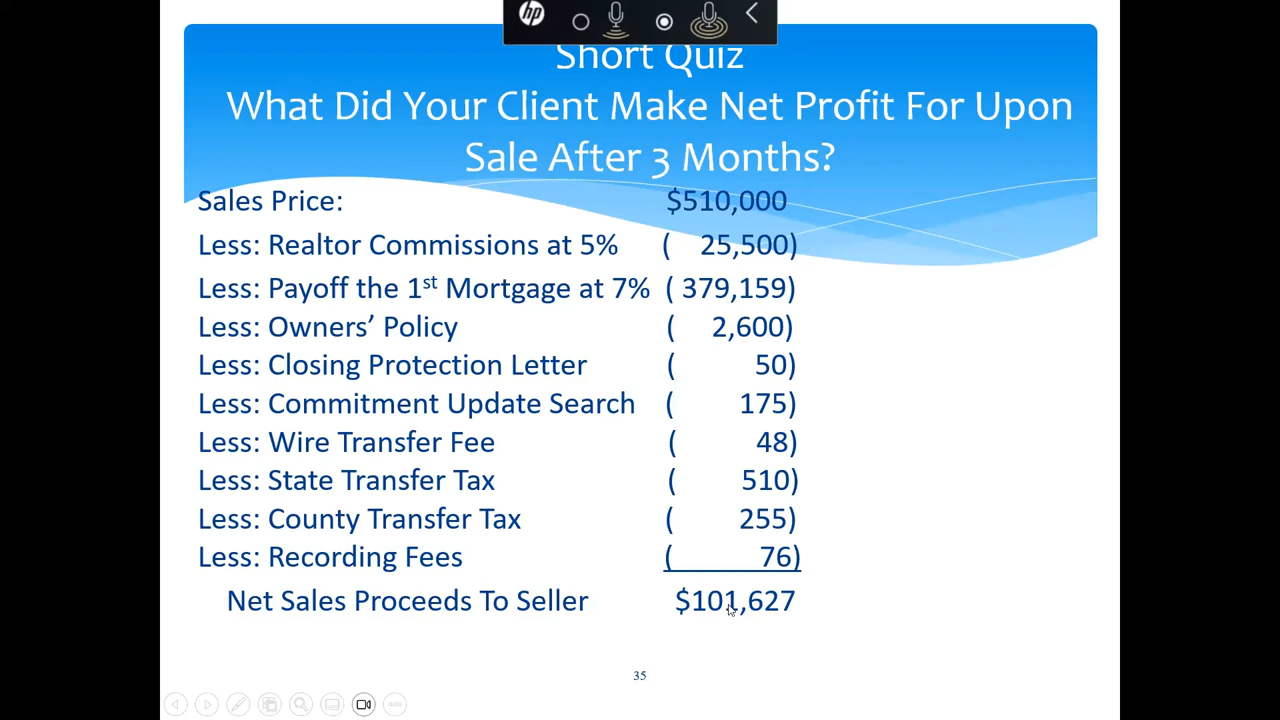 hp
Short Quiz
What Did Your Client Make Net Profit For Upon
Sale After 3 Months?
Sales Price: $510,000
Less: Realtor Commissions at 5% ( 25,500)
Less: Payoff the 1st Mortgage at 7% ( 379,159)
Less: Owners’ Policy ( 2,600)
Less: Closing Protection Letter ( 50)
Less: Commitment Update Search ( 175)
Less: Wire Transfer Fee ( 48)
Less: State Transfer Tax ( 510)
Less: County Transfer Tax ( 255)
Less: Recording Fees ( 76)
Net Sales Proceeds To Seller $101,627
35